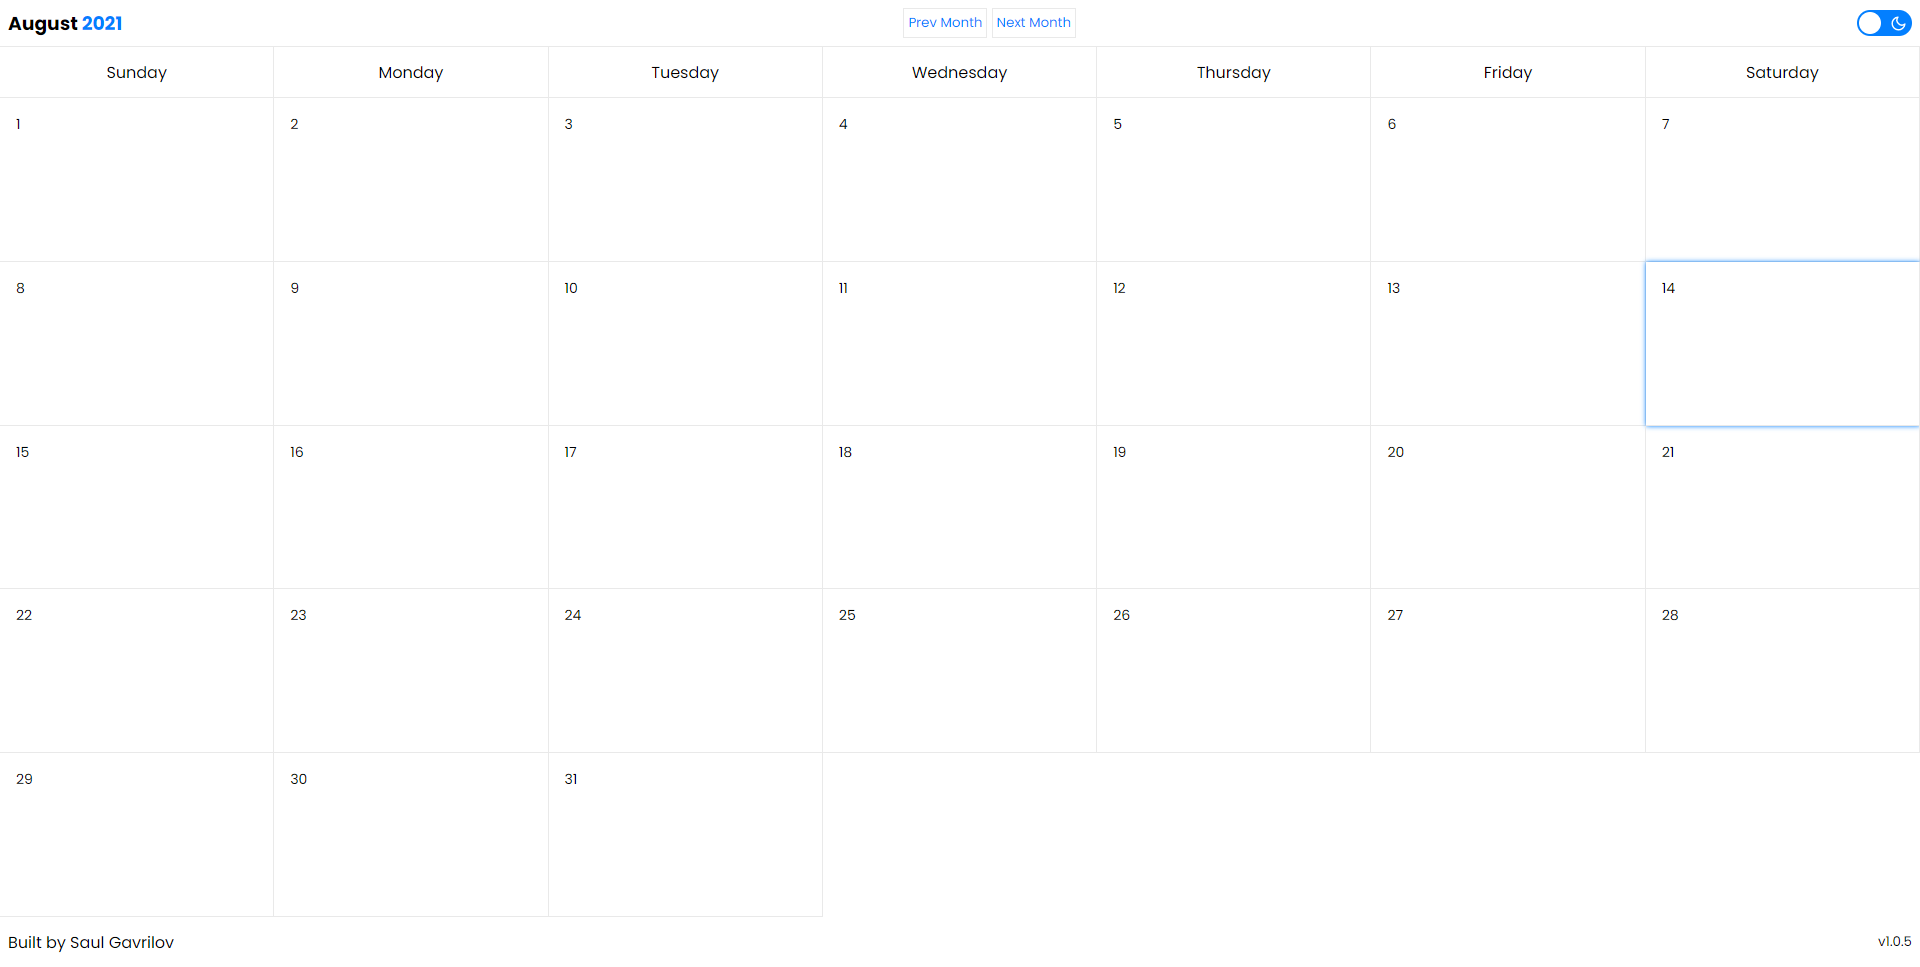 August 2021
Prev Month Next Month
Sunday Monday Tuesday Wednesday Thursday Friday Saturday
1 2 3 4 5 6 7
8 9 10 11 12 13 14
15 16 17 18 19 20 21
22 23 24 25 26 27 28
29 30 31
Built by Saul Gavrilov
v1.0.5